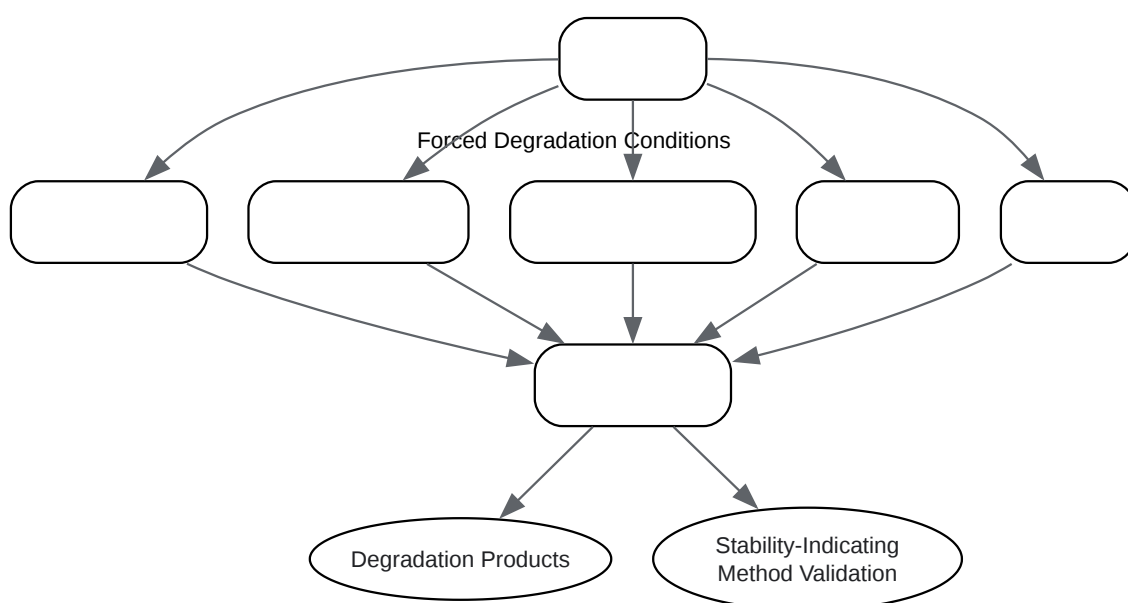 Forced Degradation Conditions
Degradation Products
Stability-Indicating
Method Validation